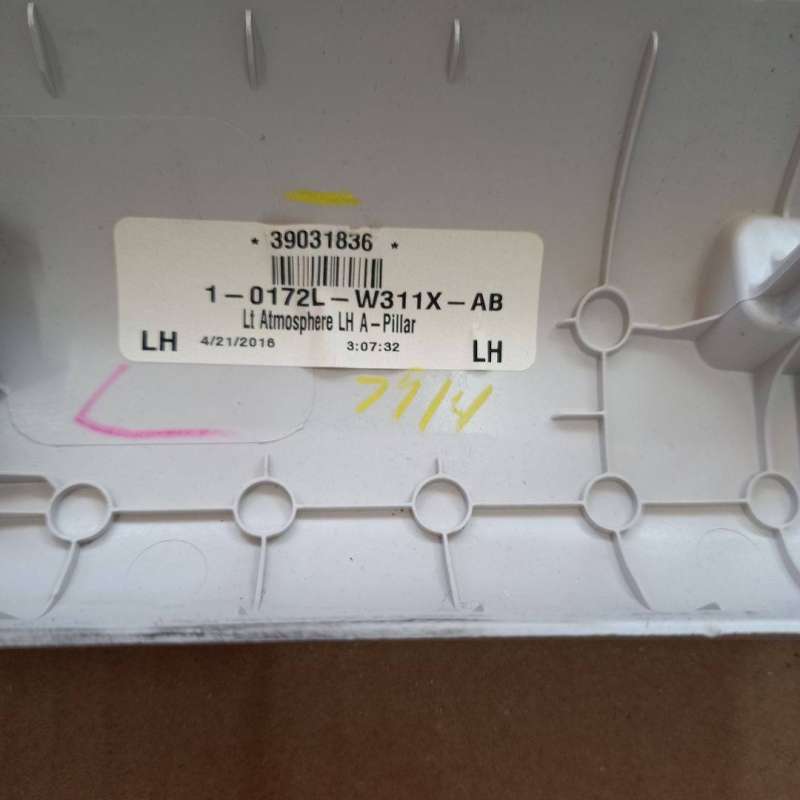 * 39031836 *
1-0172L-W311X-AB
Lt Atmosphere LH A-Pillar
LH 4/21/2016 3:07:32 LH